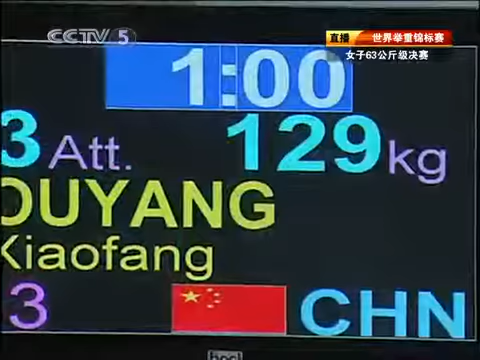 CCTV 5
直播 世界举重锦标赛
女子63公斤级决赛
1:00
3 Att. 129 kg
OUYANG
Xiaofang
3 CHN